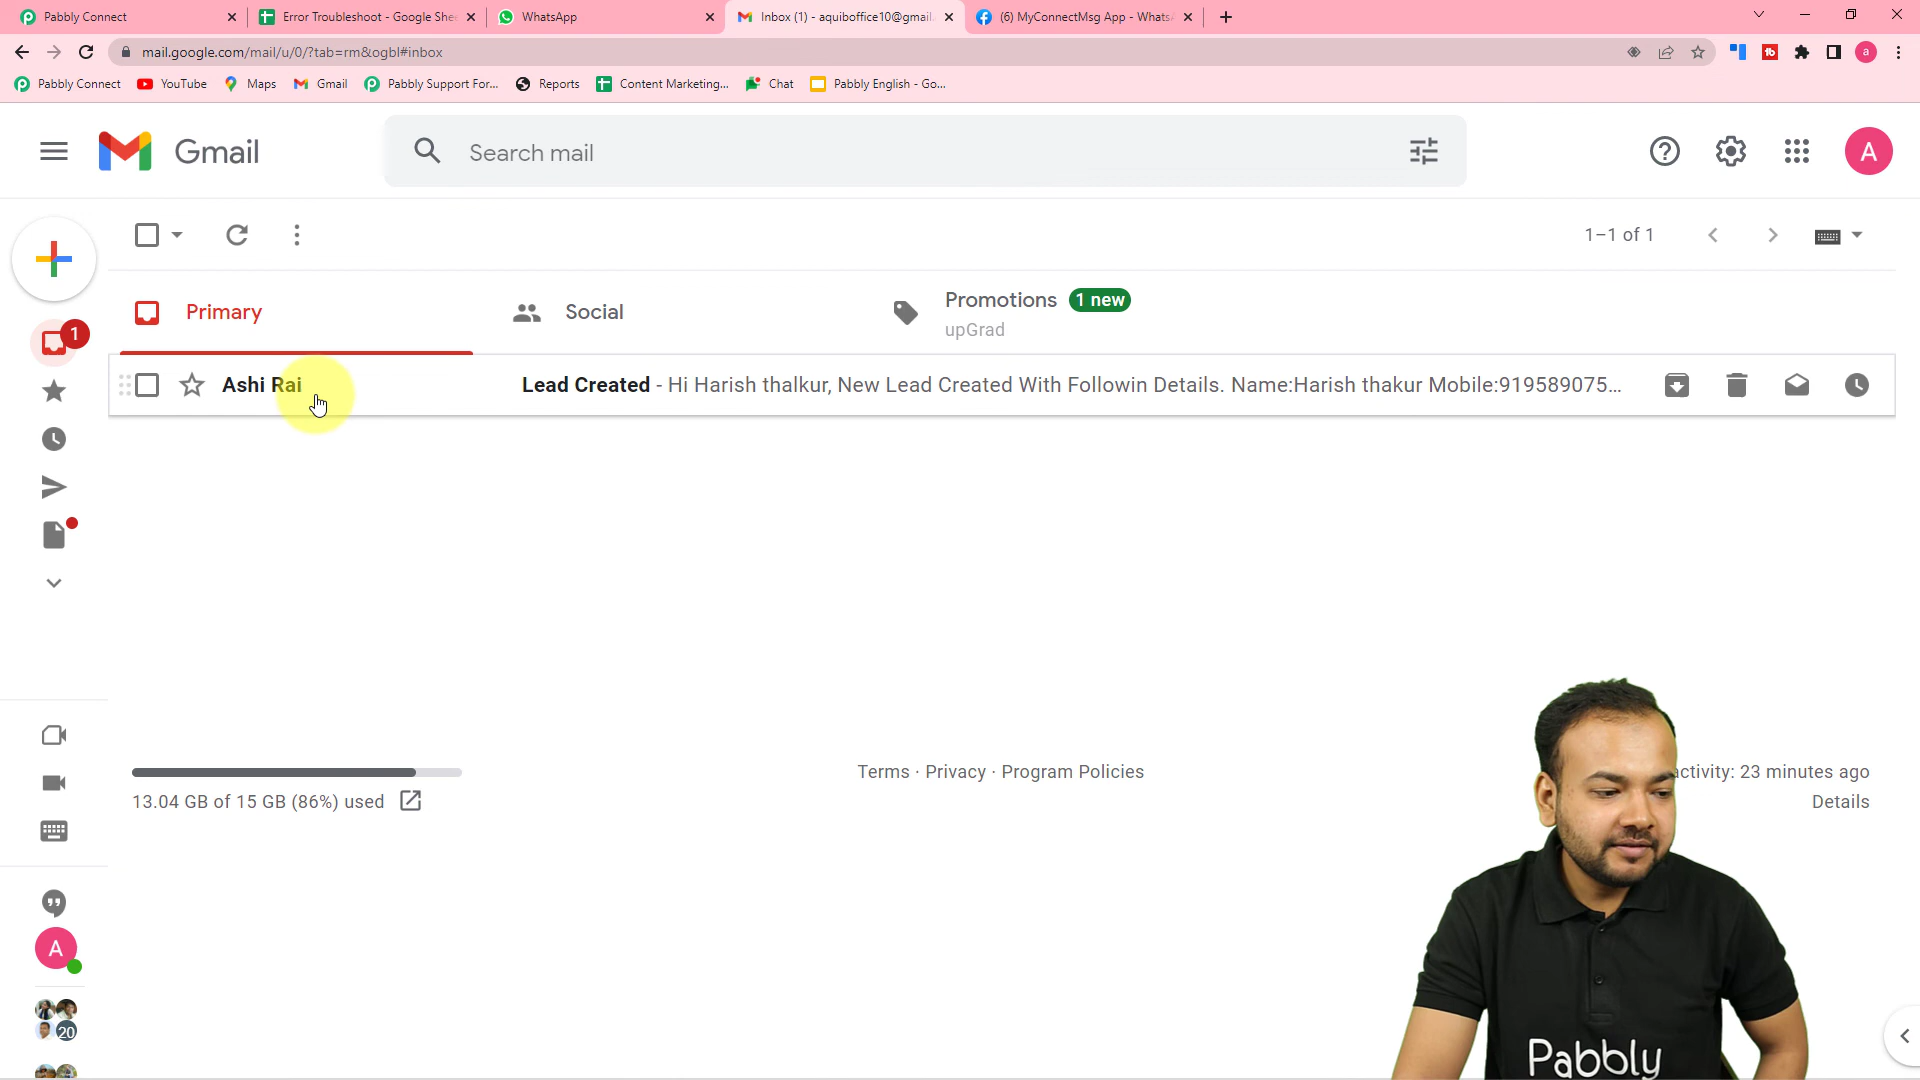 Pabbly Connect
Error Troubleshoot - Google She
WhatsApp
Inbox (1) - aquiboffice10@gmail.
(6) MyConnectMsg App - Whats
mail.google.com/mail/u/0/?tab=rm&ogbl#inbox
a
Pabbly Connect
YouTube
Maps
Gmail
Pabbly Support For...
Reports
Content Marketing...
Chat
Pabbly English - Go...
Gmail
Search mail
A
1–1 of 1
1
Primary
Social
Promotions 1 new
upGrad
Ashi Rai
Lead Created - Hi Harish thalkur, New Lead Created With Followin Details. Name:Harish thakur Mobile:919589075...
13.04 GB of 15 GB (86%) used
Terms · Privacy · Program Policies
activity: 23 minutes ago
Details
A
20
Pabbly